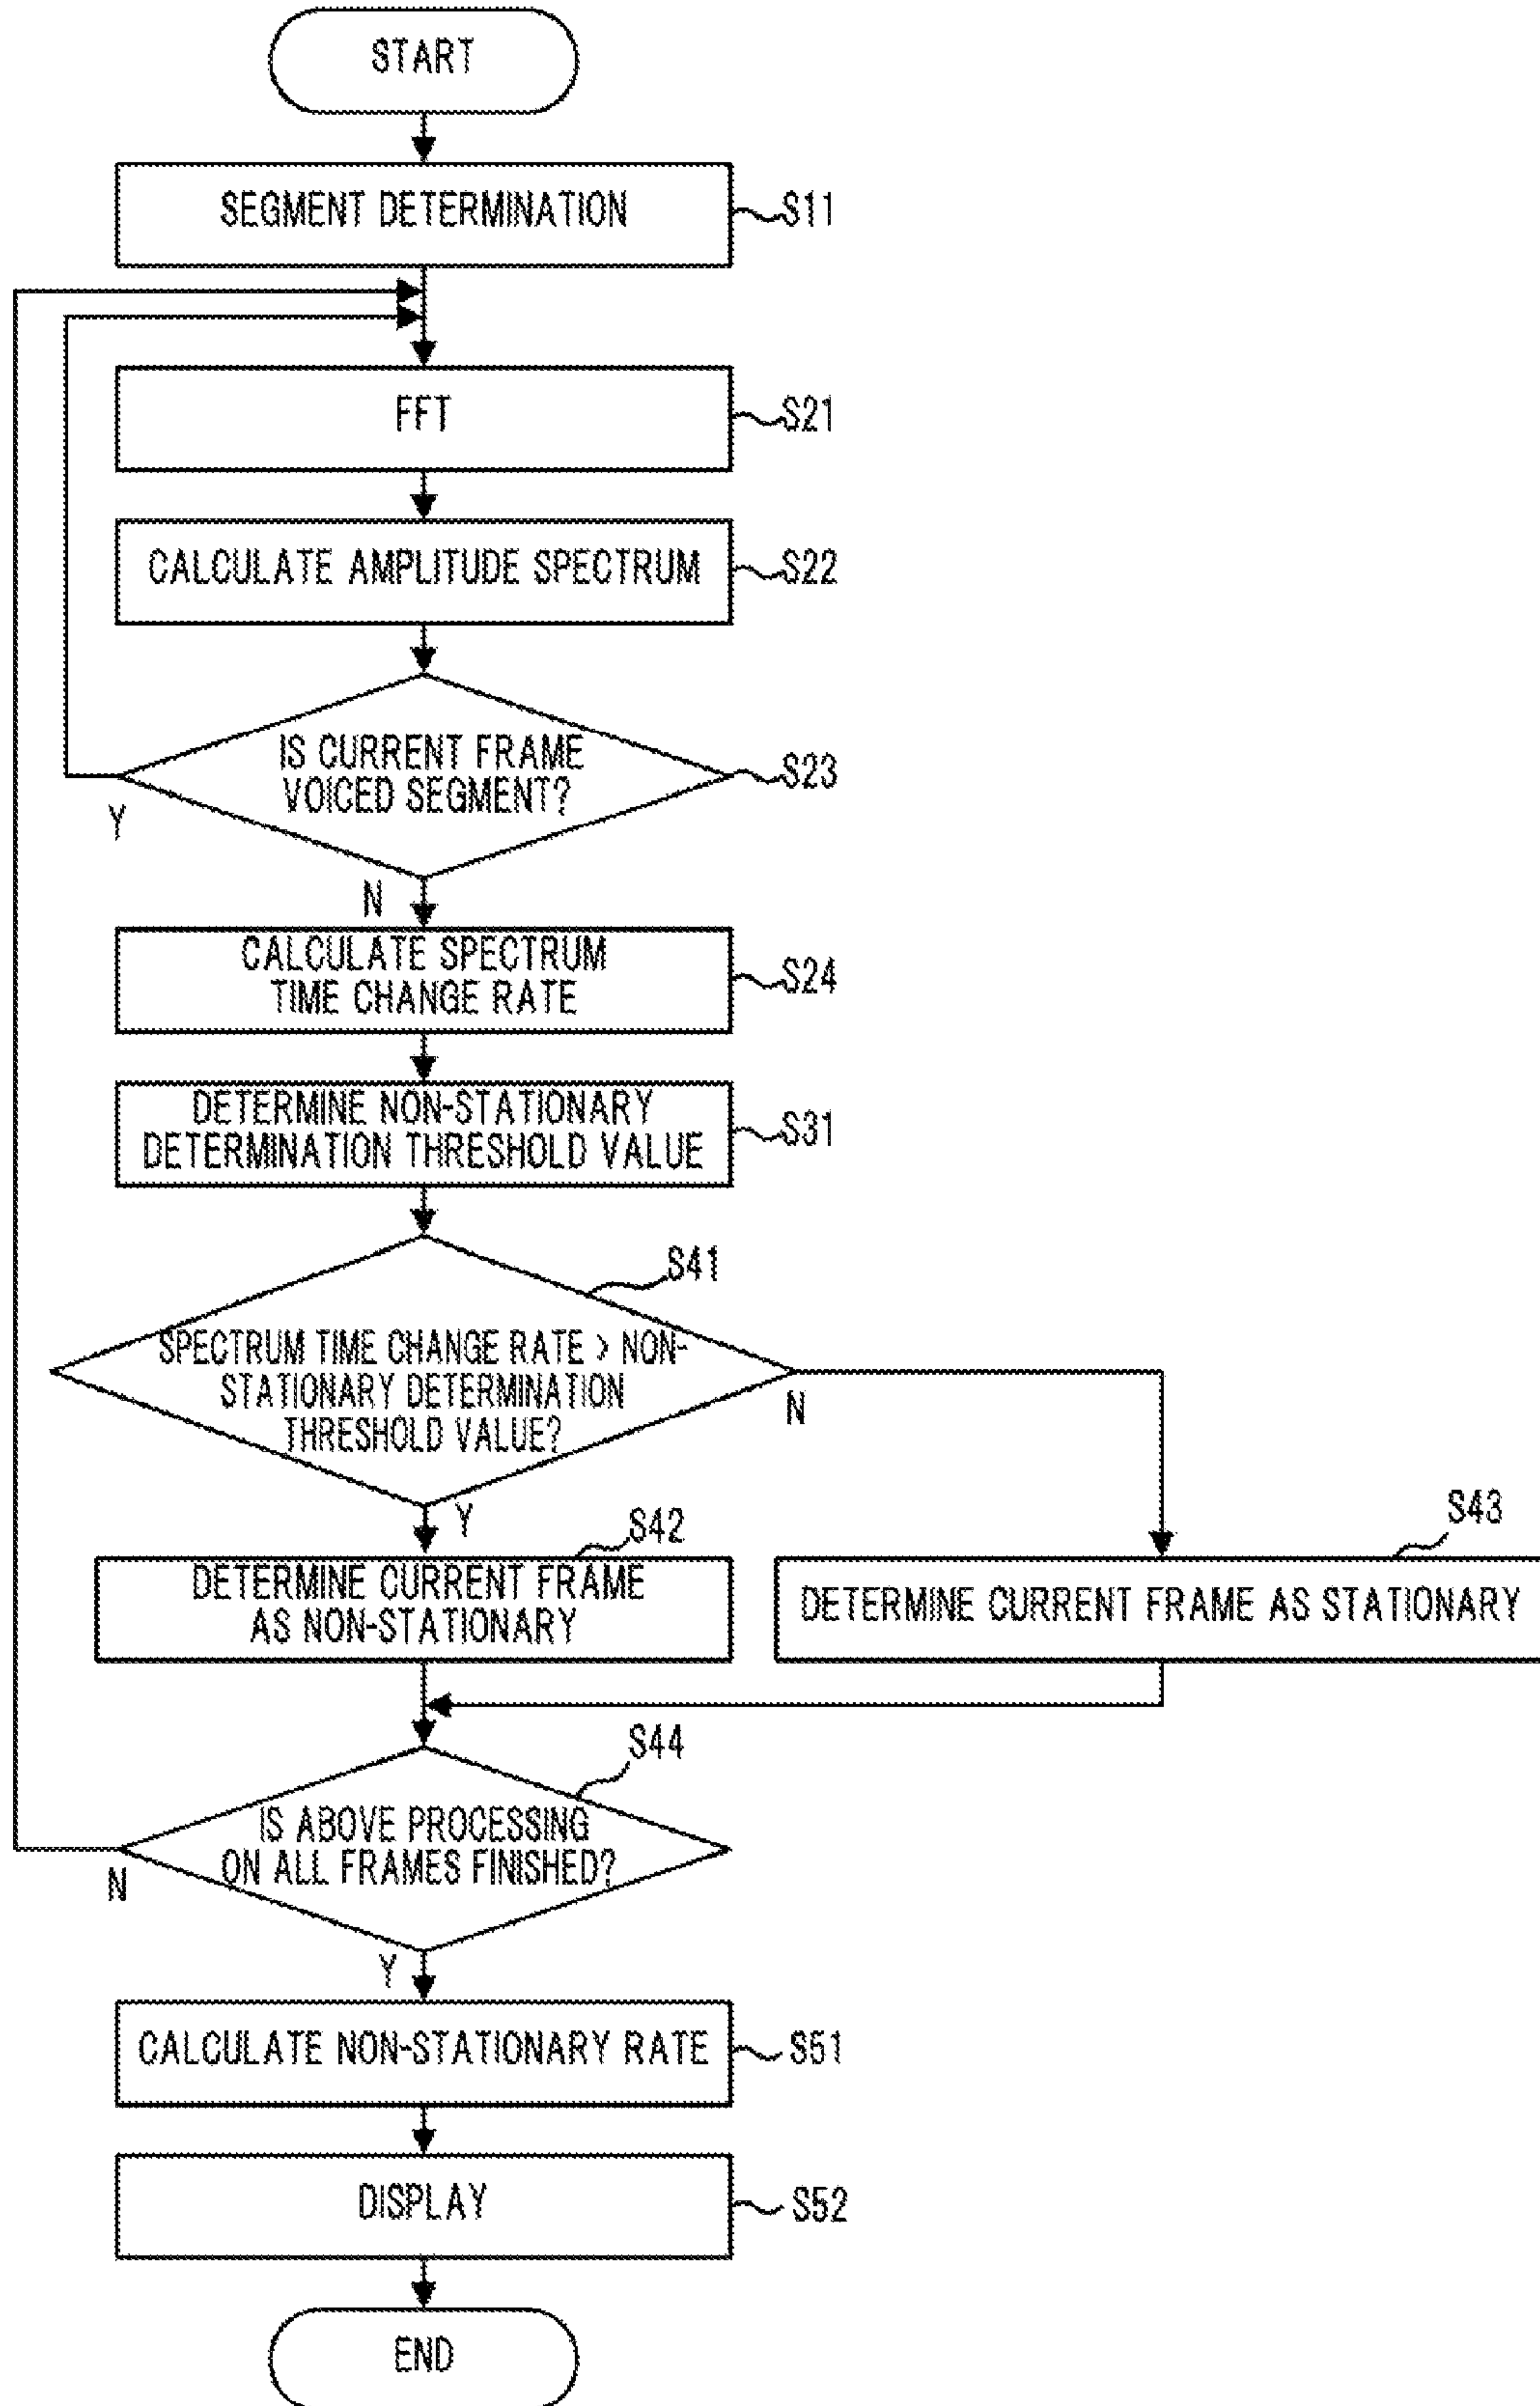 START
SEGMENT DETERMINATION
S11
FFT
S21
CALCULATE AMPLITUDE SPECTRUM
S22
IS CURRENT FRAME
VOICED SEGMENT?
S23
Y
N
CALCULATE SPECTRUM
TIME CHANGE RATE
S24
DETERMINE NON-STATIONARY
DETERMINATION THRESHOLD VALUE
S31
S41
SPECTRUM TIME CHANGE RATE > NON-
STATIONARY DETERMINATION
THRESHOLD VALUE?
N
Y
S42
S43
DETERMINE CURRENT FRAME
AS NON-STATIONARY
DETERMINE CURRENT FRAME AS STATIONARY
S44
IS ABOVE PROCESSING
ON ALL FRAMES FINISHED?
N
Y
CALCULATE NON-STATIONARY RATE
S51
DISPLAY
S52
END